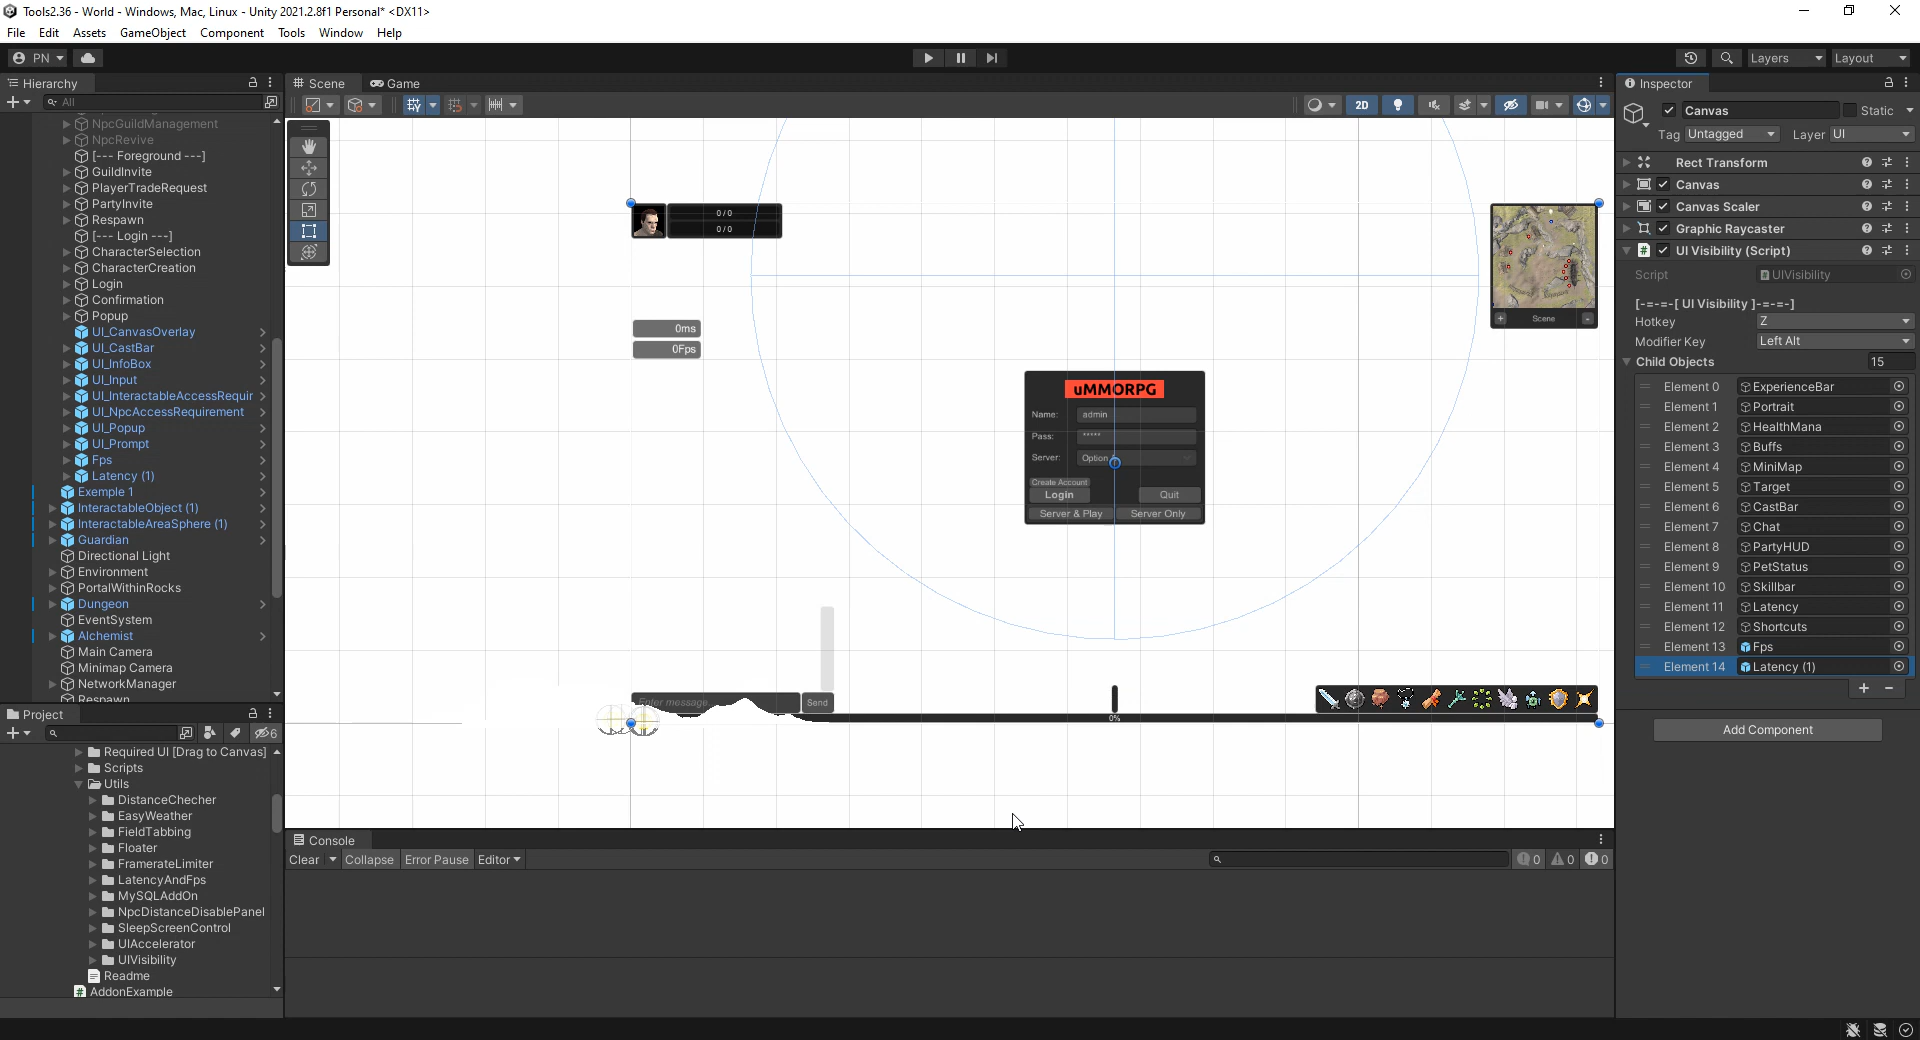 Tools2.36 - World - Windows, Mac, Linux - Unity 2021.2.8f1 Personal* <DX11>
File Edit Assets GameObject Component Tools Window Help
PN
Layers Layout
Hierarchy
All
NpcGuildManagement
NpcRevive
[--- Foreground ---]
GuildInvite
PlayerTradeRequest
PartyInvite
Respawn
[--- Login ---]
CharacterSelection
CharacterCreation
Login
Confirmation
Popup
UI_CanvasOverlay
UI_CastBar
UI_InfoBox
UI_Input
UI_InteractableAccessRequir
UI_NpcAccessRequirement
UI_Popup
UI_Prompt
Fps
Latency (1)
Exemple 1
InteractableObject (1)
InteractableAreaSphere (1)
Guardian
Directional Light
Environment
PortalWithinRocks
Dungeon
EventSystem
Alchemist
Main Camera
Minimap Camera
NetworkManager
Respawn
Project
6
Required UI [Drag to Canvas]
Scripts
Utils
DistanceChecher
EasyWeather
FieldTabbing
Floater
FramerateLimiter
LatencyAndFps
MySQLAddOn
NpcDistanceDisablePanel
SleepScreenControl
UIAccelerator
UIVisibility
Readme
AddonExample
Scene Game
2D
0 / 0
0 / 0
0ms
0Fps
+ Scene -
uMMORPG
Name: admin
Pass: *****
Server: Option
Create Account
Login Quit
Server & Play Server Only
Enter message... Send
0%
Console
Clear Collapse Error Pause Editor
0 0 0
Inspector
Canvas Static
Tag Untagged Layer UI
Rect Transform
Canvas
Canvas Scaler
Graphic Raycaster
UI Visibility (Script)
Script UIVisibility
[-=-=-[ UI Visibility ]-=-=-]
Hotkey Z
Modifier Key Left Alt
Child Objects 15
Element 0 ExperienceBar
Element 1 Portrait
Element 2 HealthMana
Element 3 Buffs
Element 4 MiniMap
Element 5 Target
Element 6 CastBar
Element 7 Chat
Element 8 PartyHUD
Element 9 PetStatus
Element 10 Skillbar
Element 11 Latency
Element 12 Shortcuts
Element 13 Fps
Element 14 Latency (1)
+ -
Add Component